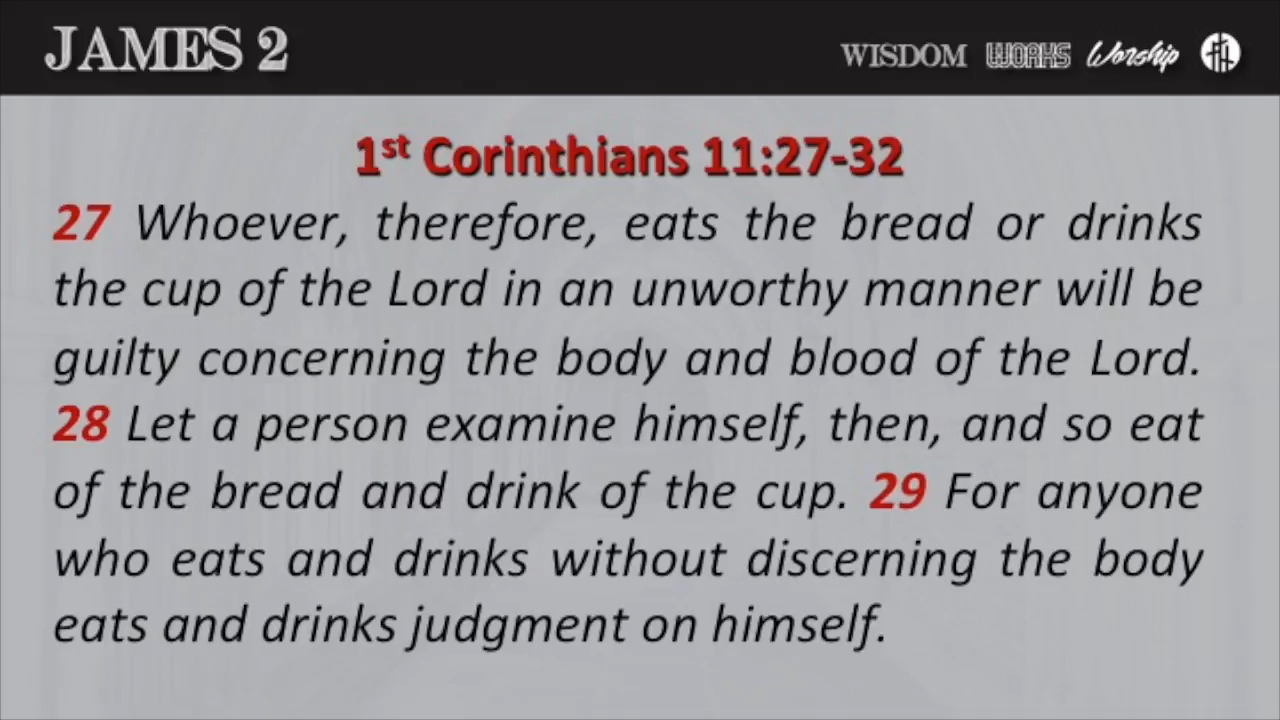 JAMES 2
WISDOM WORKS Worship
1st Corinthians 11:27-32
27 Whoever, therefore, eats the bread or drinks
the cup of the Lord in an unworthy manner will be
guilty concerning the body and blood of the Lord.
28 Let a person examine himself, then, and so eat
of the bread and drink of the cup. 29 For anyone
who eats and drinks without discerning the body
eats and drinks judgment on himself.